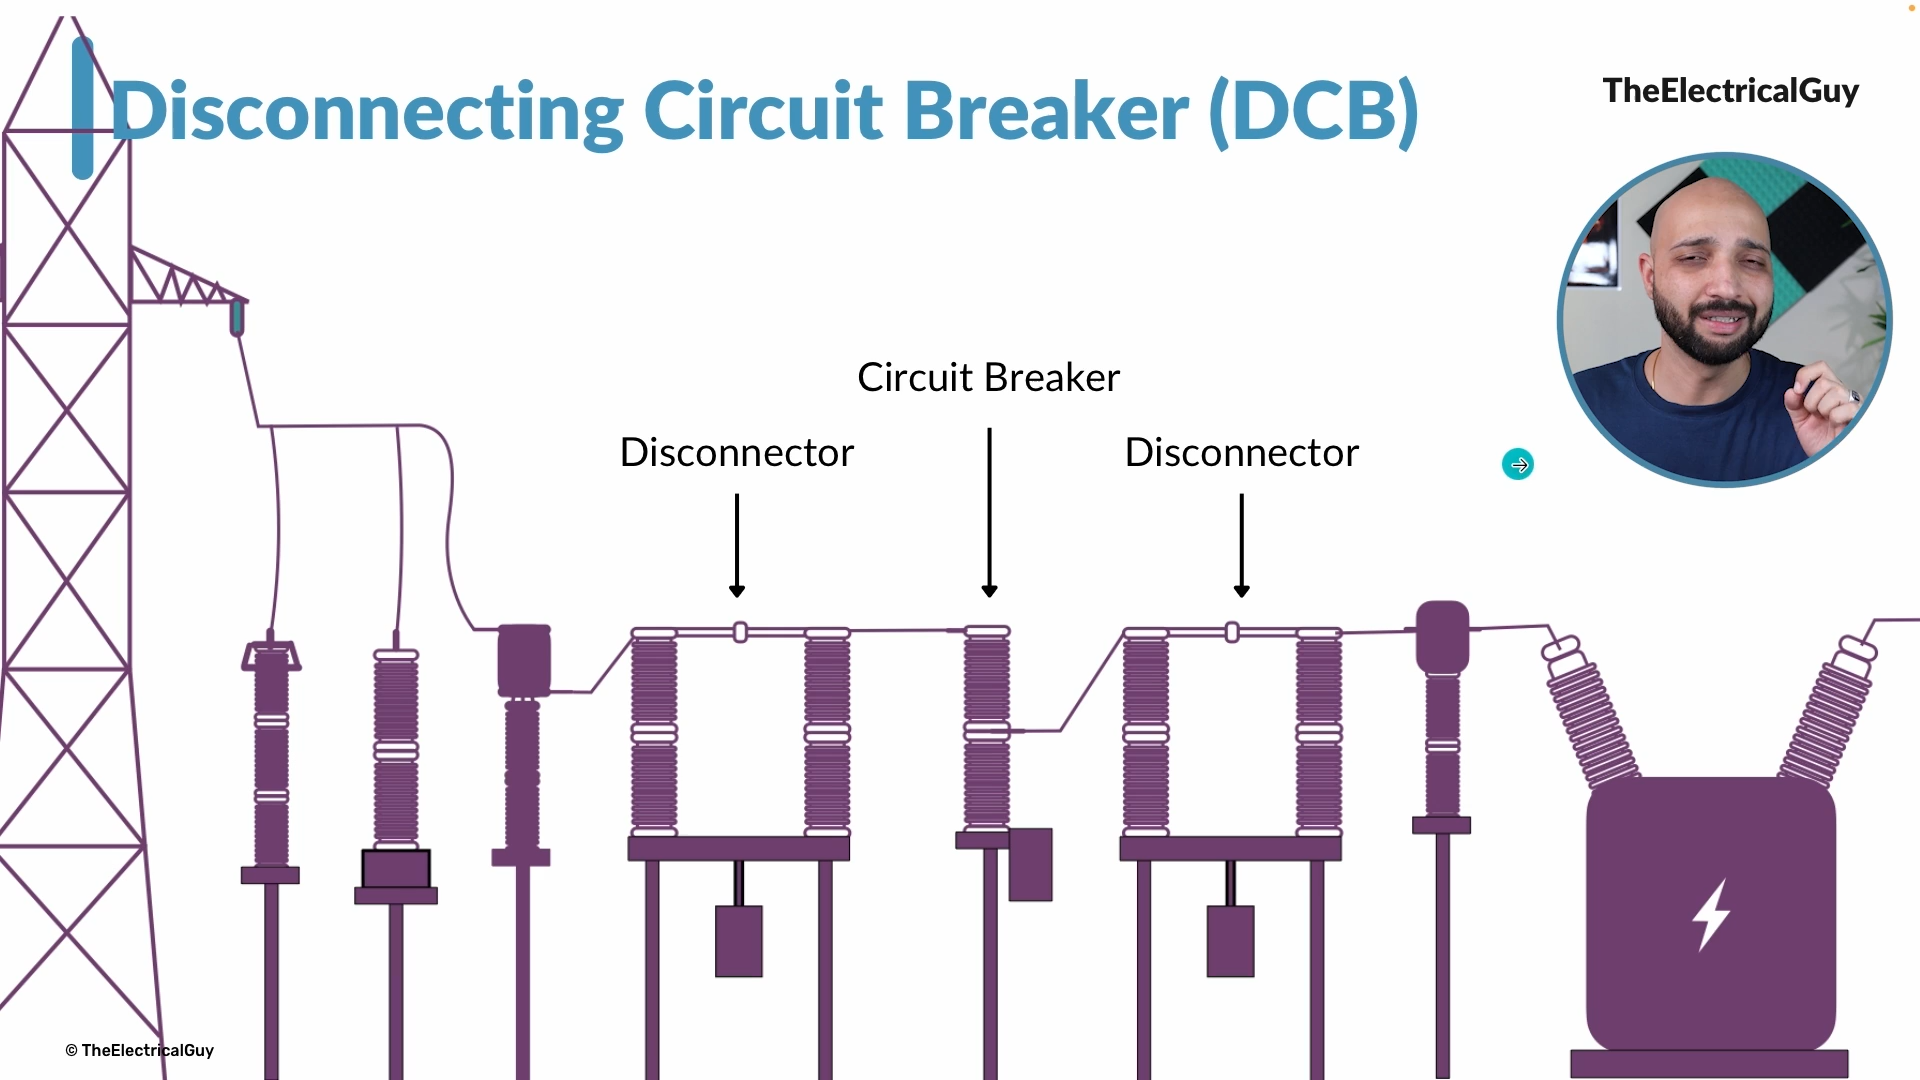 Disconnecting Circuit Breaker (DCB)
TheElectricalGuy
Circuit Breaker
Disconnector
Disconnector
© TheElectricalGuy